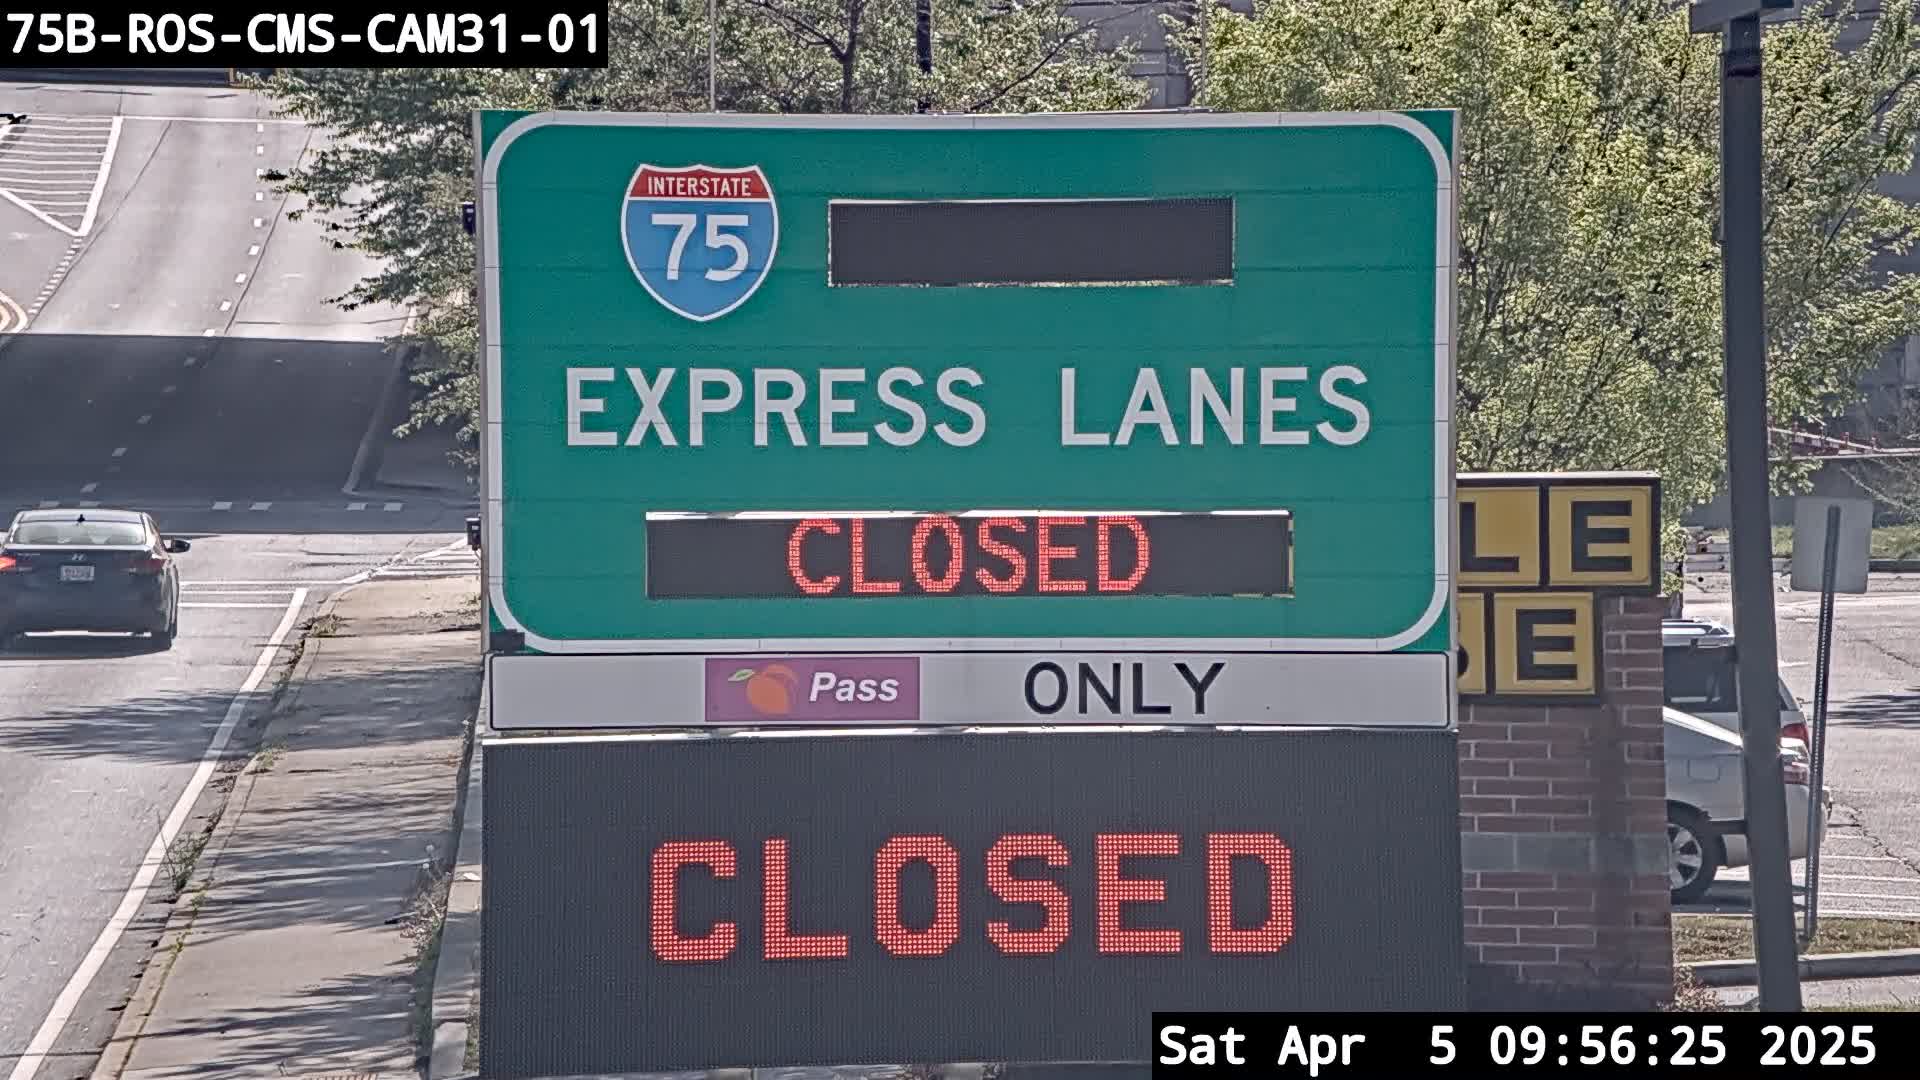 75B-ROS-CMS-CAM31-01
INTERSTATE
75
EXPRESS LANES
CLOSED
Pass ONLY
CLOSED
LE
E
Sat Apr 5 09:56:25 2025